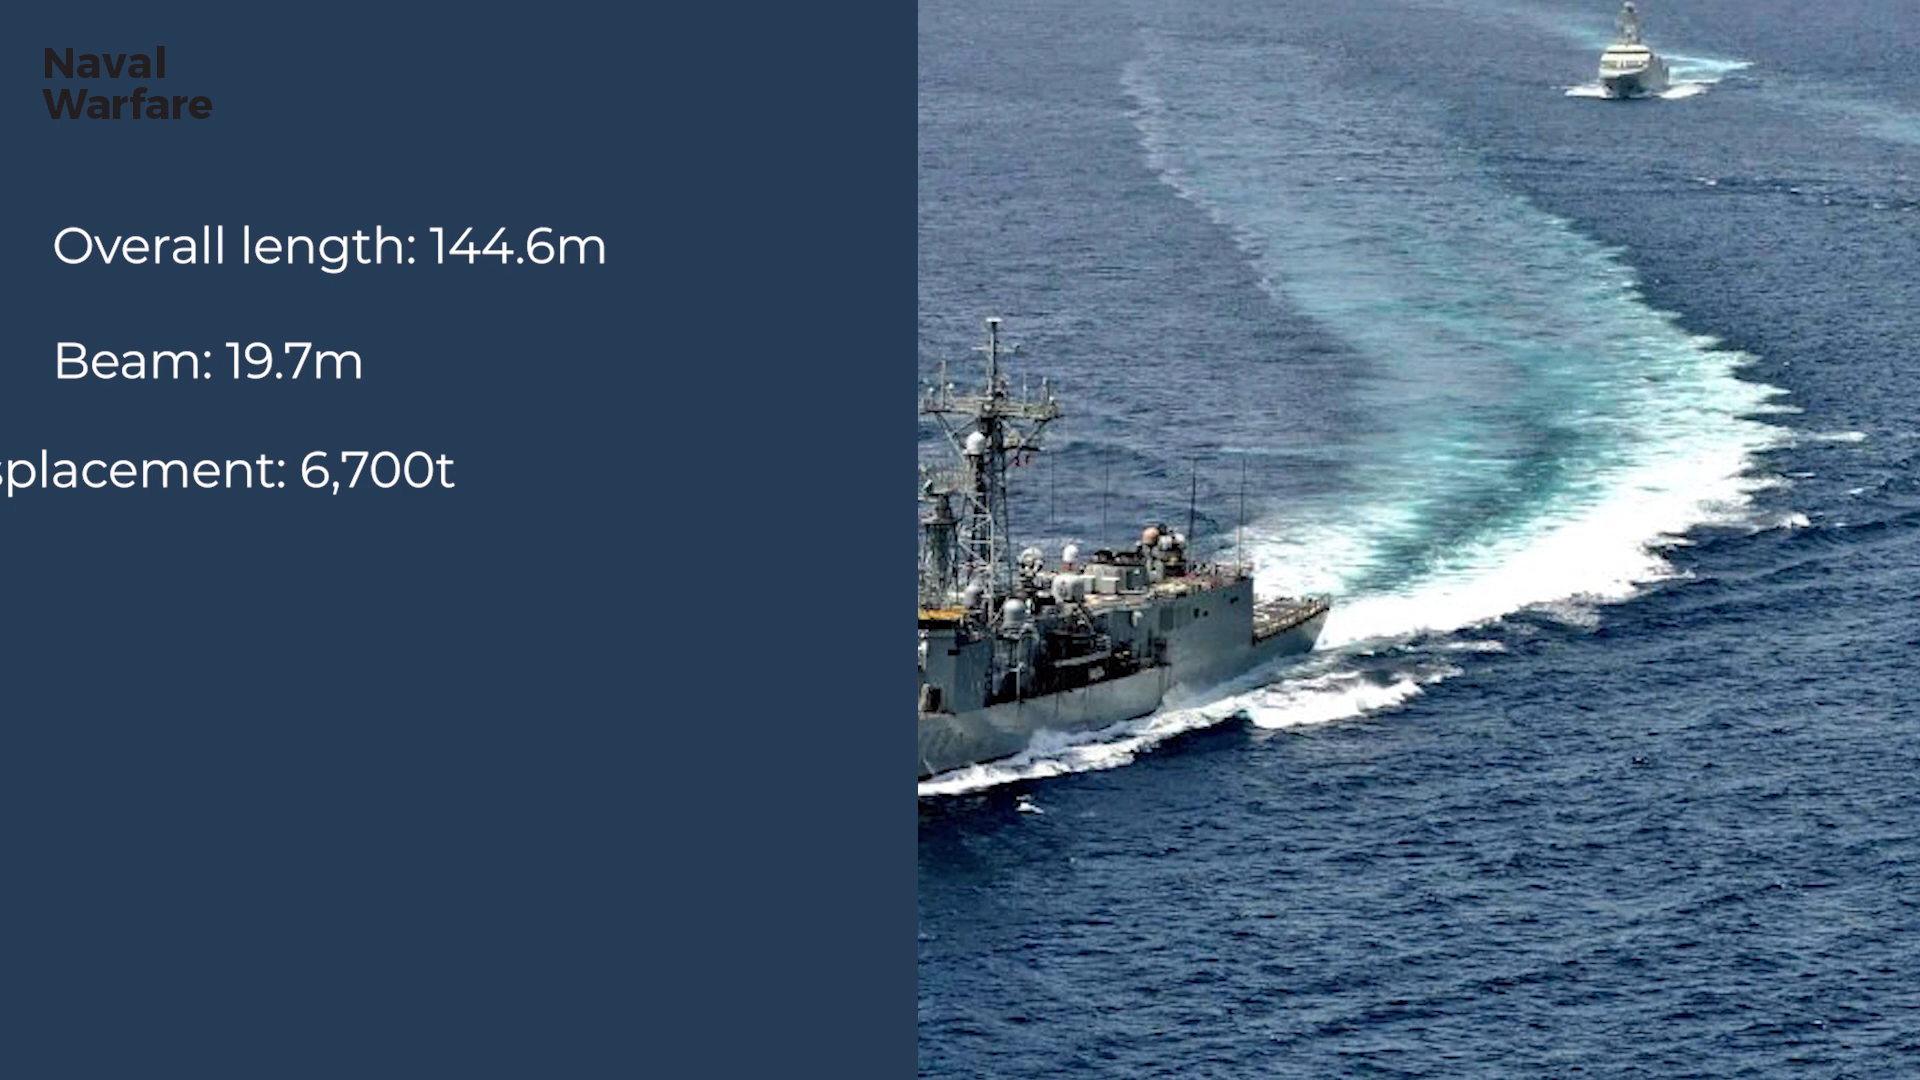 Naval
Warfare
Overall length: 144.6m
Beam: 19.7m
splacement: 6,700t